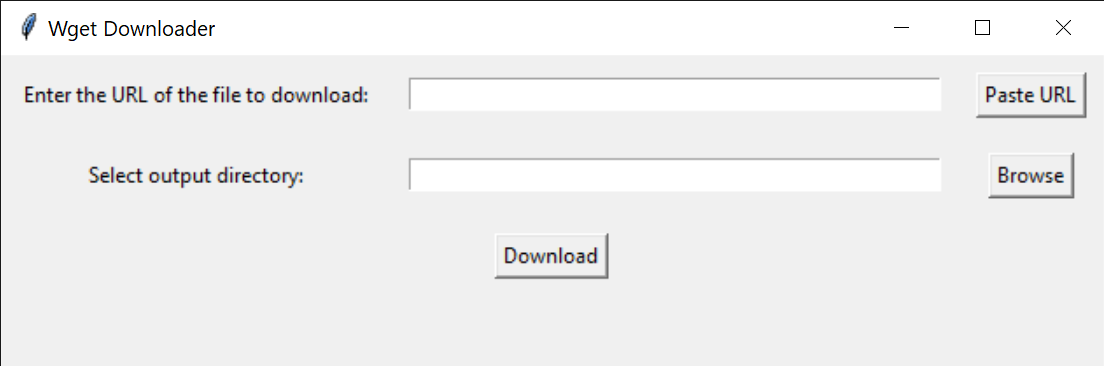 Wget Downloader
Enter the URL of the file to download: Paste URL
Select output directory: Browse
Download